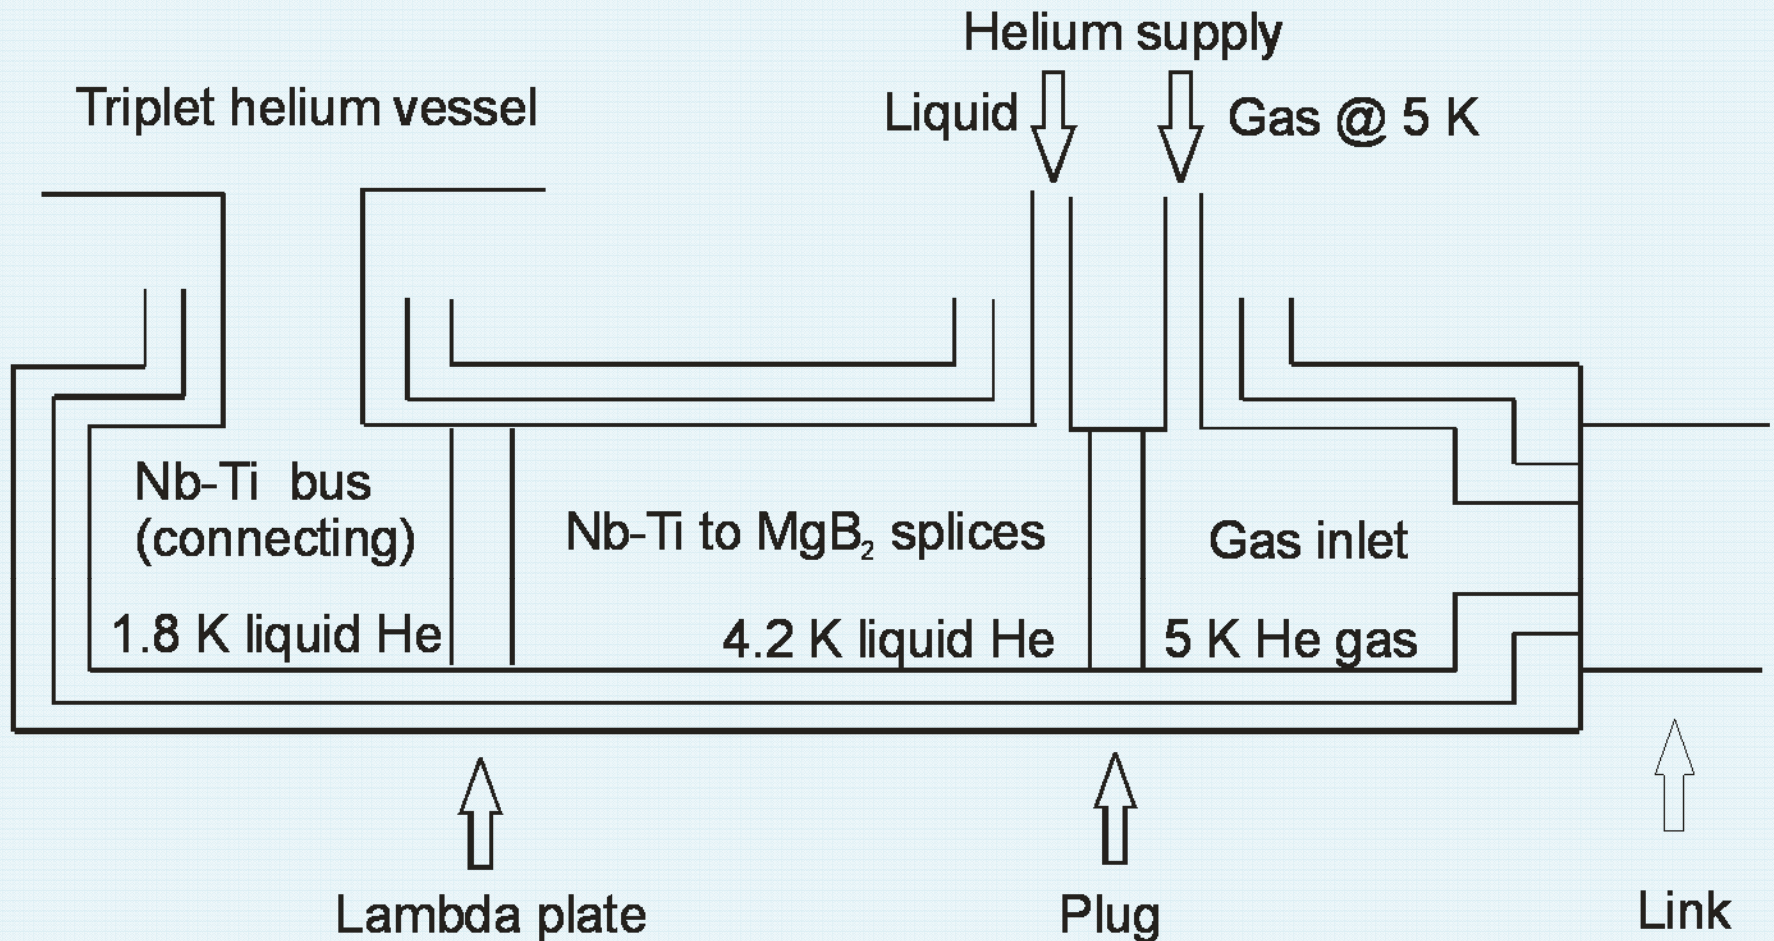 Helium supply
Triplet helium vessel
Liquid
Gas @ 5 K
Nb-Ti bus
(connecting)
Nb-Ti to MgB₂ splices
Gas inlet
1.8 K liquid He
4.2 K liquid He
5 K He gas
Lambda plate
Plug
Link